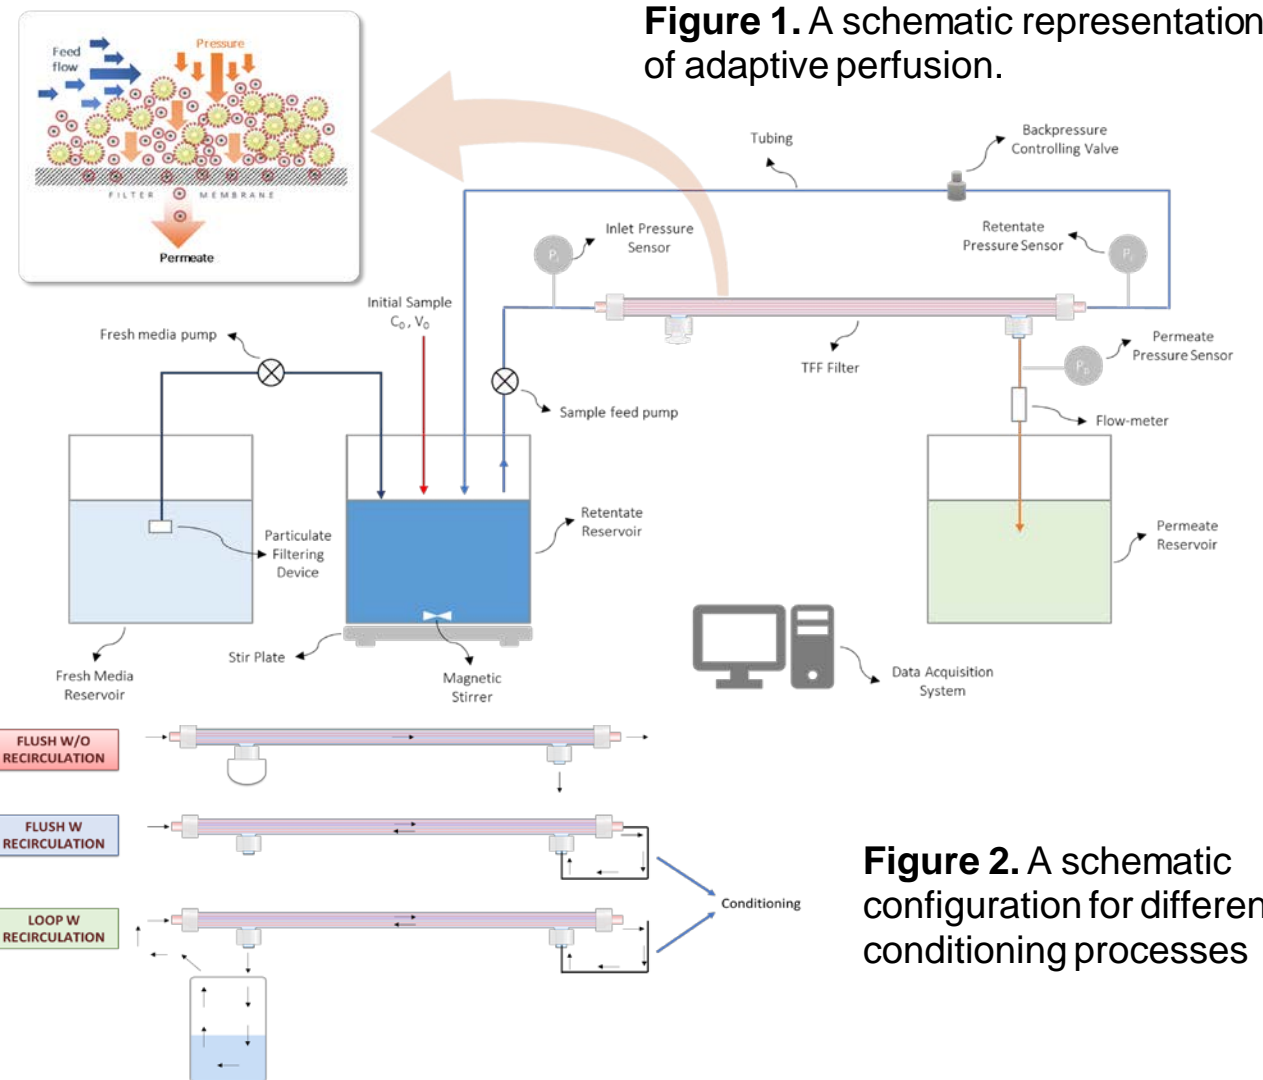 Figure 1. A schematic representation
of adaptive perfusion.
Feed
flow
Pressure
FILTER MEMBRANE
Permeate
Tubing
Backpressure
Controlling Valve
Inlet Pressure
Sensor
Retentate
Pressure Sensor
Initial Sample
C₀, V₀
Fresh media pump
TFF Filter
Permeate
Pressure Sensor
Sample feed pump
Flow-meter
Particulate
Filtering
Device
Retentate
Reservoir
Permeate
Reservoir
Stir Plate
Magnetic
Stirrer
Fresh Media
Reservoir
Data Acquisition
System
FLUSH W/O
RECIRCULATION
FLUSH W
RECIRCULATION
LOOP W
RECIRCULATION
Conditioning
Figure 2. A schematic
configuration for differen
conditioning processes